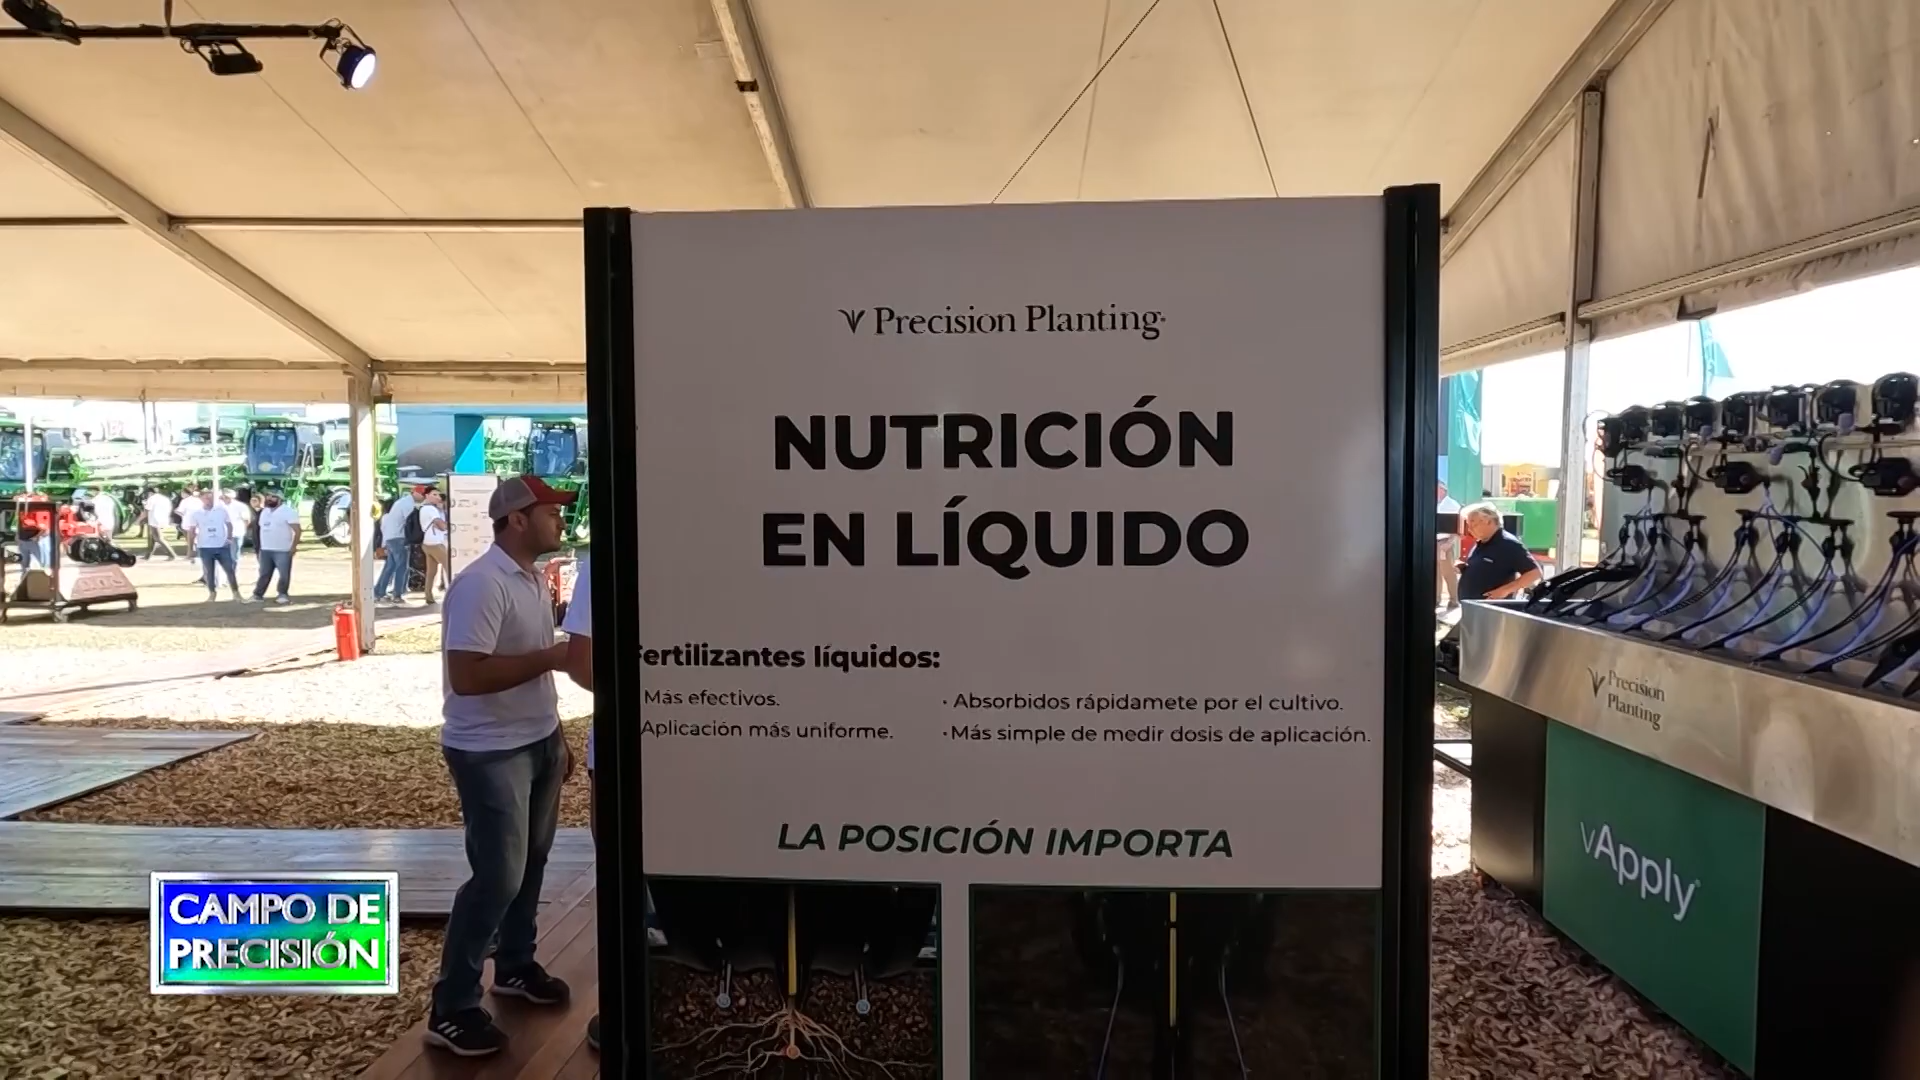 Precision Planting
NUTRICIÓN
EN LÍQUIDO
Fertilizantes líquidos:
Más efectivos.
Aplicación más uniforme.
• Absorbidos rápidamete por el cultivo.
• Más simple de medir dosis de aplicación.
LA POSICIÓN IMPORTA
Precision
Planting
vApply
CAMPO DE
PRECISIÓN